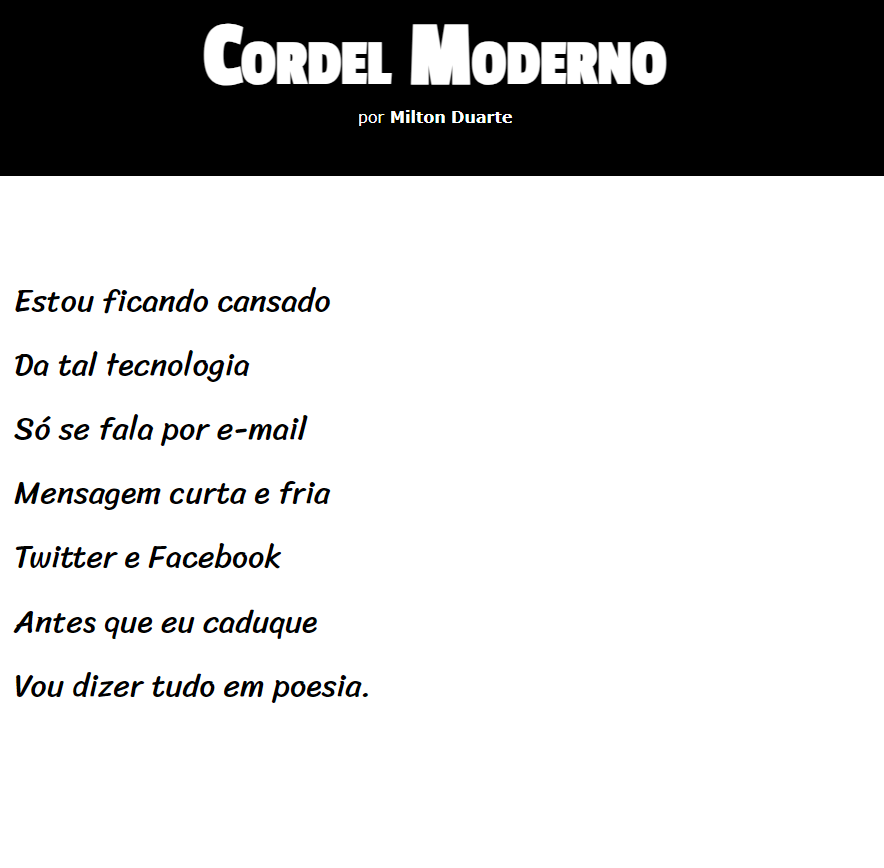 Cordel Moderno
por Milton Duarte
Estou ficando cansado
Da tal tecnologia
Só se fala por e-mail
Mensagem curta e fria
Twitter e Facebook
Antes que eu caduque
Vou dizer tudo em poesia.